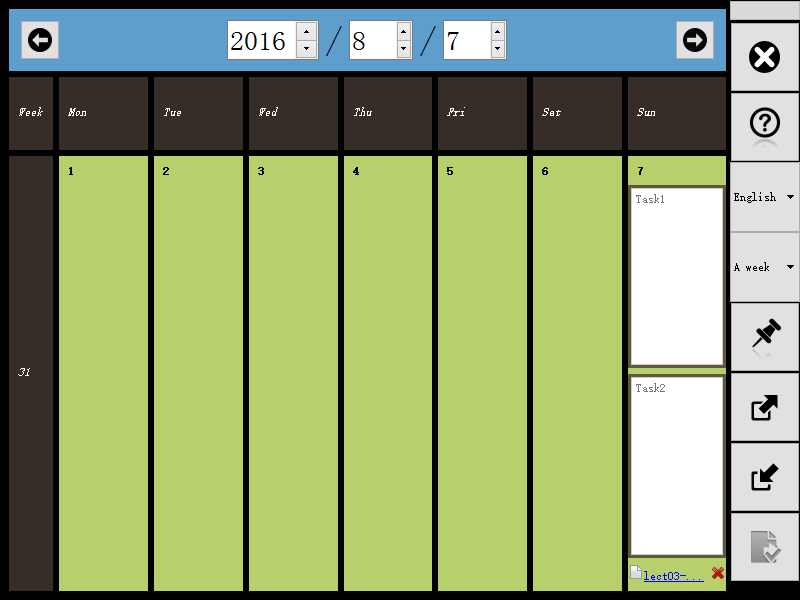 2016 / 8 / 7
Week Mon Tue Wed Thu Fri Sat Sun
1 2 3 4 5 6 7
Task1
31
Task2
lect03-...
?
English
A week